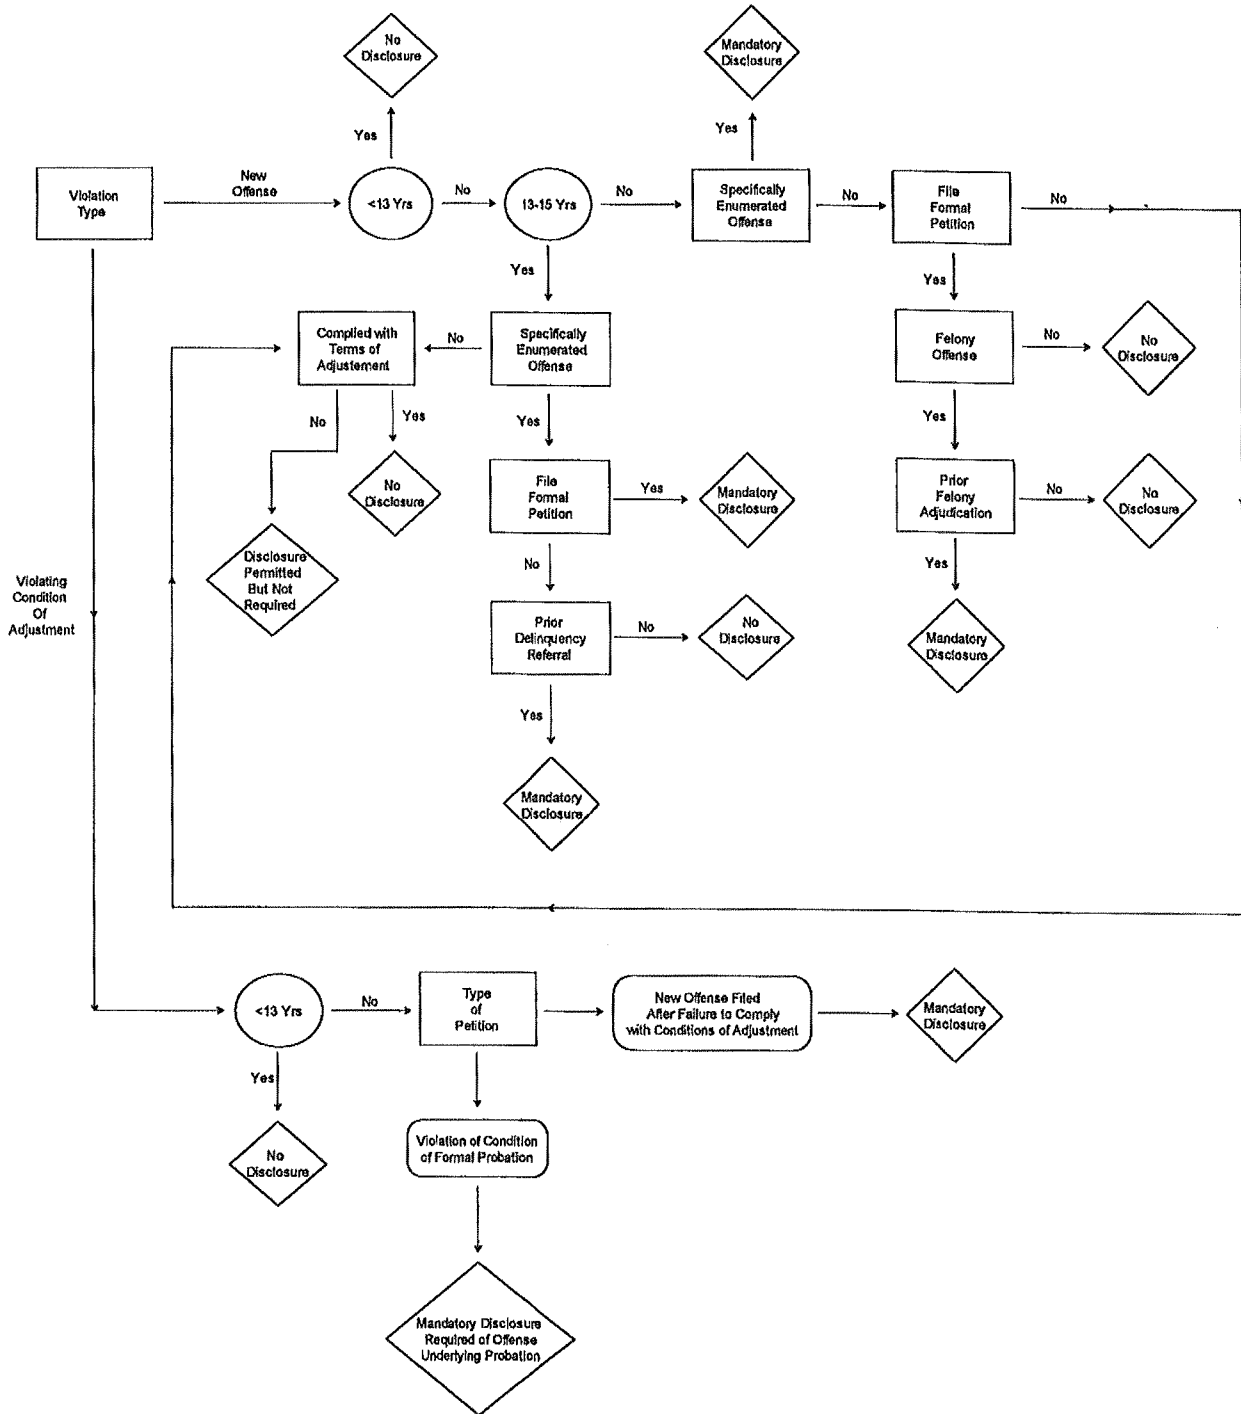 No
Disclosure
Mandatory
Disclosure
Yes
Yes
Violation
Type
New
Offense
<13 Yrs
No
13-15 Yrs
No
Specifically
Enumerated
Offense
No
File
Formal
Petition
No
Yes
Yes
Complied with
Terms of
Adjustement
No
Specifically
Enumerated
Offense
Felony
Offense
No
No
Disclosure
No
Yes
Yes
Yes
No
Disclosure
File
Formal
Petition
Yes
Mandatory
Disclosure
Prior
Felony
Adjudication
No
No
Disclosure
Disclosure
Permitted
But Not
Required
No
Yes
Violating
Condition
Of
Adjustment
Prior
Delinquency
Referral
No
No
Disclosure
Mandatory
Disclosure
Yes
Mandatory
Disclosure
<13 Yrs
No
Type
of
Petition
New Offense Filed
After Failure to Comply
with Conditions of Adjustment
Mandatory
Disclosure
Yes
No
Disclosure
Violation of Condition
of Formal Probation
Mandatory Disclosure
Required of Offense
Underlying Probation